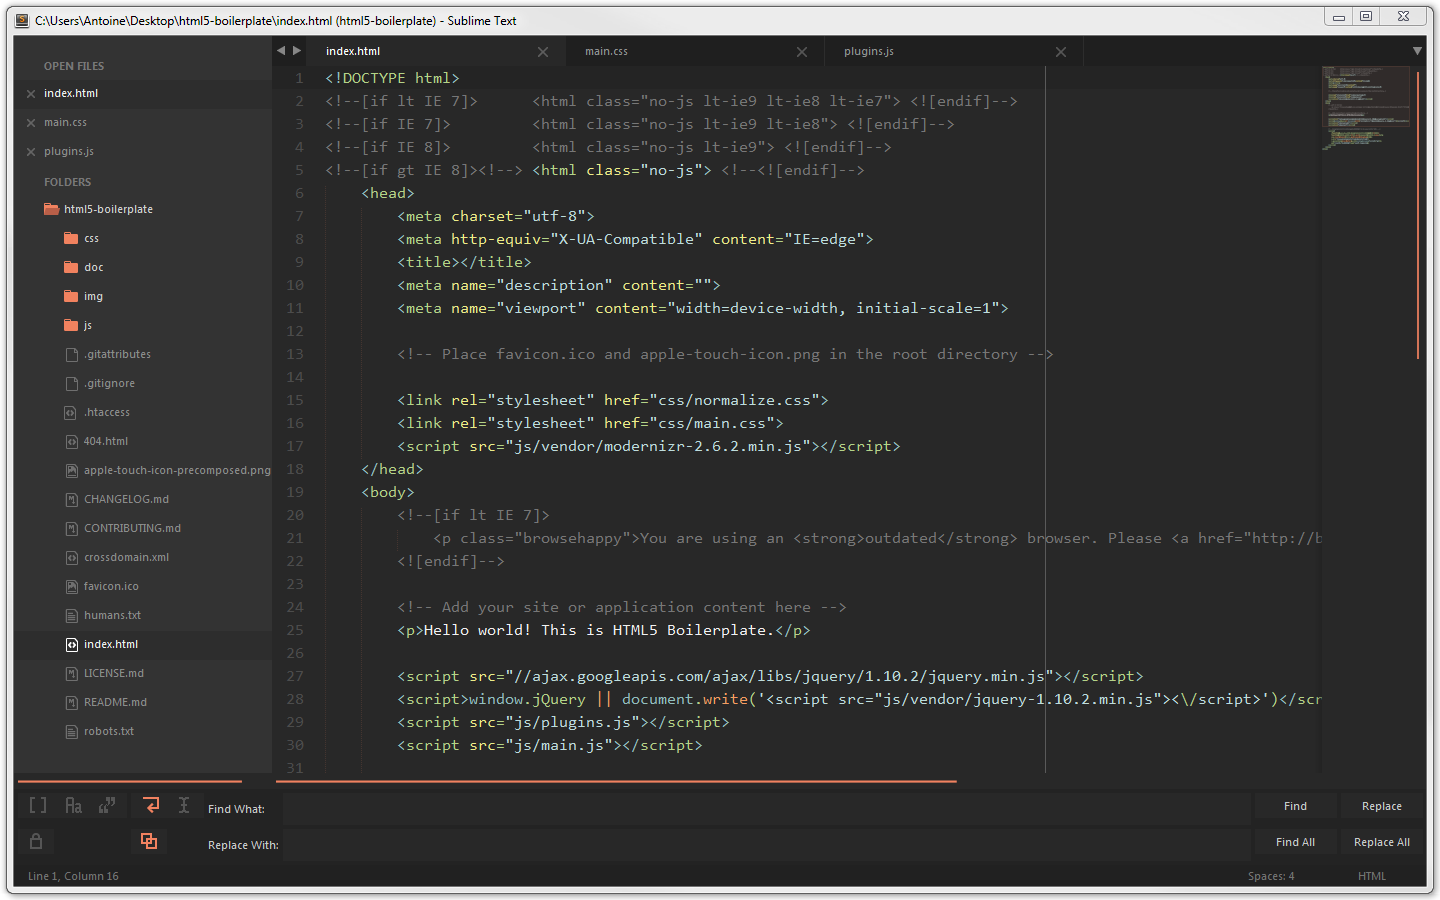 C:\Users\Antoine\Desktop\html5-boilerplate\index.html (html5-boilerplate) - Sublime Text
OPEN FILES
index.html
main.css
plugins.js
FOLDERS
html5-boilerplate
css
doc
img
js
.gitattributes
.gitignore
.htaccess
404.html
apple-touch-icon-precomposed.png
CHANGELOG.md
CONTRIBUTING.md
crossdomain.xml
favicon.ico
humans.txt
index.html
LICENSE.md
README.md
robots.txt
index.html main.css plugins.js
1 <!DOCTYPE html>
2 <!--[if lt IE 7]>      <html class="no-js lt-ie9 lt-ie8 lt-ie7"> <![endif]-->
3 <!--[if IE 7]>         <html class="no-js lt-ie9 lt-ie8"> <![endif]-->
4 <!--[if IE 8]>         <html class="no-js lt-ie9"> <![endif]-->
5 <!--[if gt IE 8]><!--> <html class="no-js"> <!--<![endif]-->
6     <head>
7         <meta charset="utf-8">
8         <meta http-equiv="X-UA-Compatible" content="IE=edge">
9         <title></title>
10         <meta name="description" content="">
11         <meta name="viewport" content="width=device-width, initial-scale=1">
12
13         <!-- Place favicon.ico and apple-touch-icon.png in the root directory -->
14
15         <link rel="stylesheet" href="css/normalize.css">
16         <link rel="stylesheet" href="css/main.css">
17         <script src="js/vendor/modernizr-2.6.2.min.js"></script>
18     </head>
19     <body>
20         <!--[if lt IE 7]>
21             <p class="browsehappy">You are using an <strong>outdated</strong> browser. Please <a href="http://b
22         <![endif]-->
23
24         <!-- Add your site or application content here -->
25         <p>Hello world! This is HTML5 Boilerplate.</p>
26
27         <script src="//ajax.googleapis.com/ajax/libs/jquery/1.10.2/jquery.min.js"></script>
28         <script>window.jQuery || document.write('<script src="js/vendor/jquery-1.10.2.min.js"><\/script>')</scr
29         <script src="js/plugins.js"></script>
30         <script src="js/main.js"></script>
31
Find What: Find Replace
Replace With: Find All Replace All
Line 1, Column 16 Spaces: 4 HTML